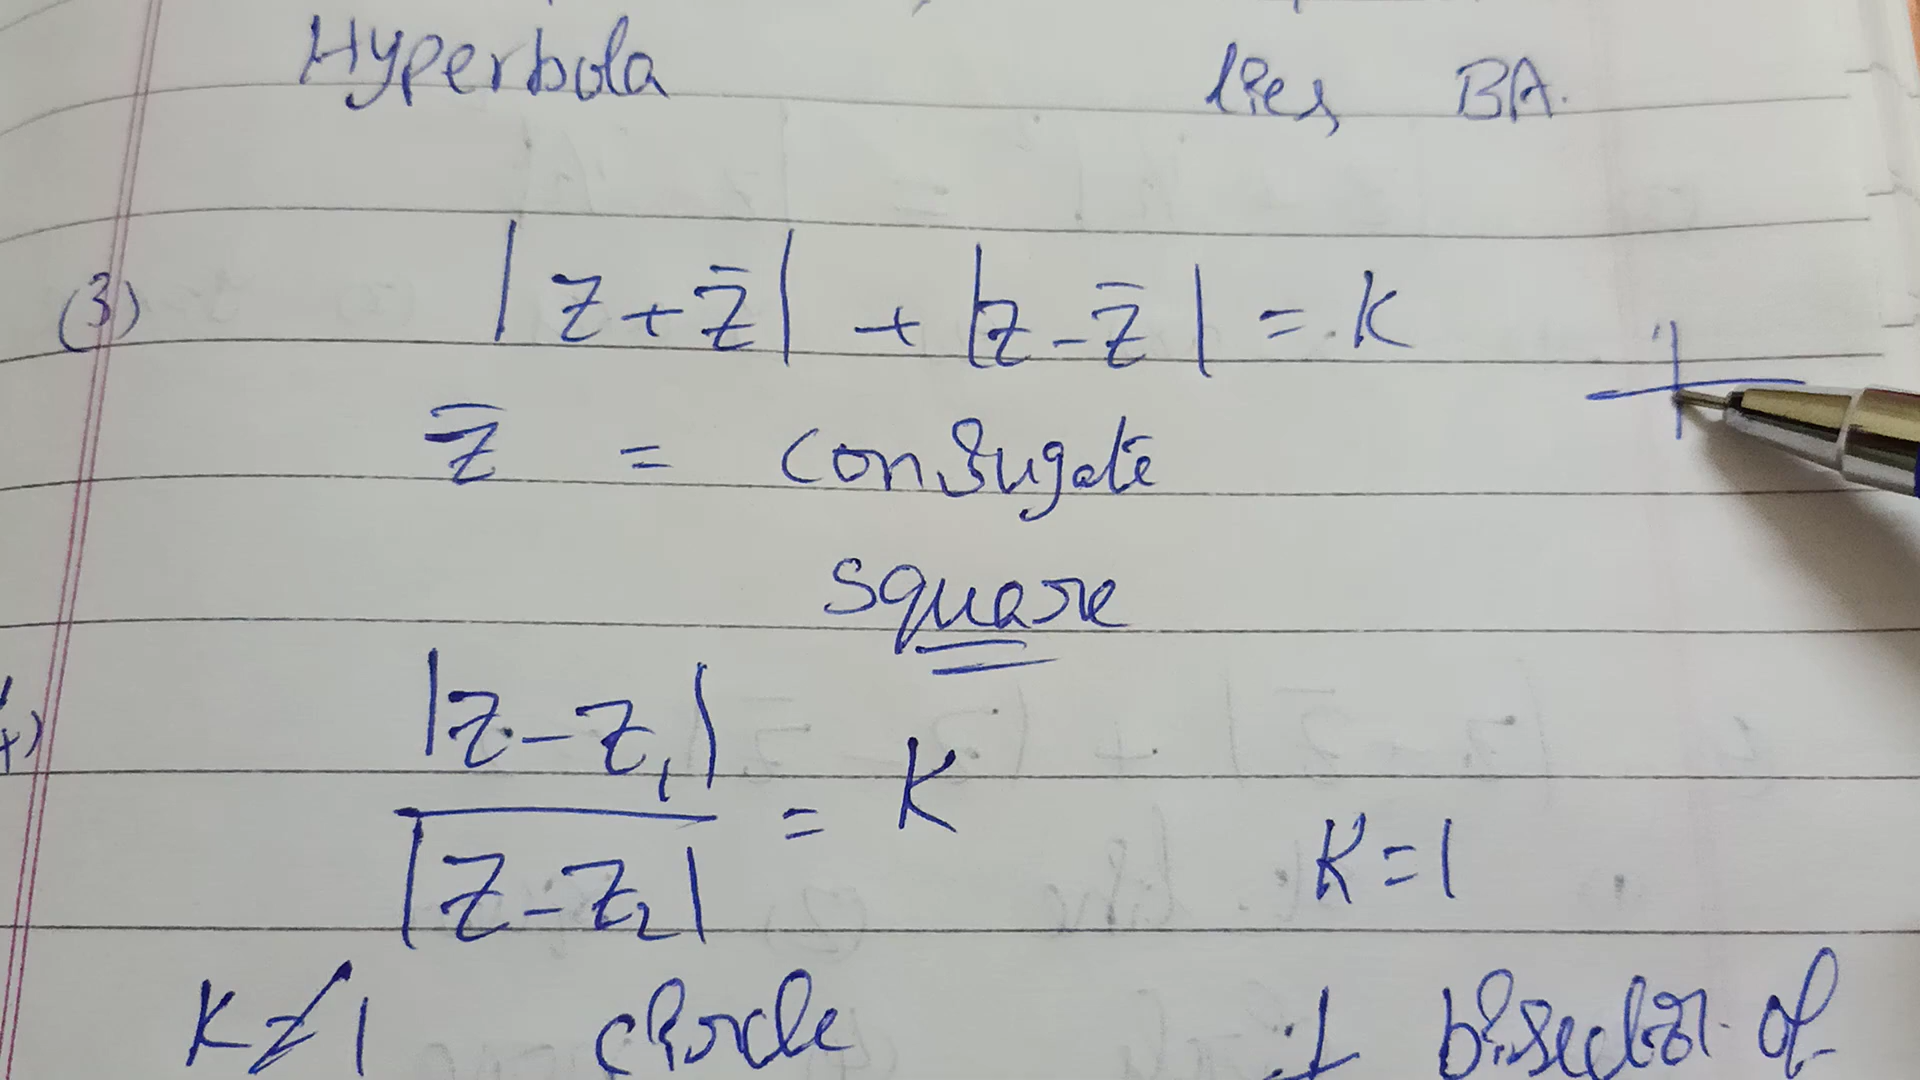 Hyperbola lies BA.
(3) |z + z̄| + |z - z̄| = K
z̄ = conjugate
square
|z - z₁|
= K
|z - z₂| K = 1
K ≠ 1 circle ⊥ bisector of